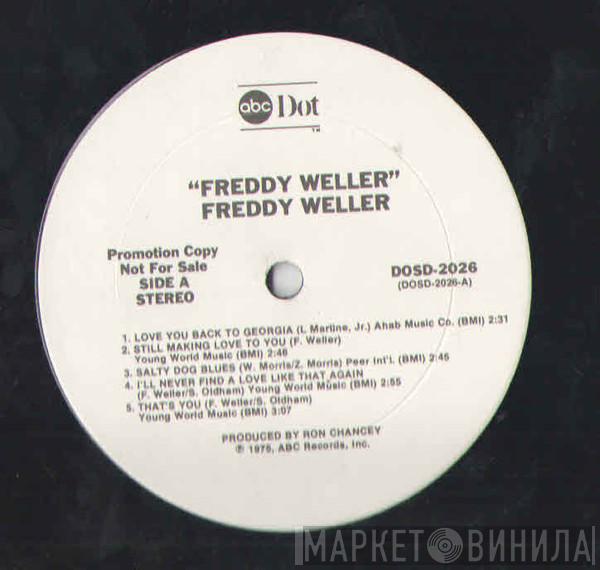 abc Dot
TM
"FREDDY WELLER"
FREDDY WELLER
Promotion Copy
Not For Sale
SIDE A
STEREO
DOSD-2026
(DOSD-2026-A)
1. LOVE YOU BACK TO GEORGIA (L Martine, Jr.) Ahab Music Co. (BMI) 2:31
2. STILL MAKING LOVE TO YOU (F. Weller)
Young World Music (BMI) 2:46
3. SALTY DOG BLUES (W. Morris/Z. Morris) Peer Int'l. (BMI) 2:45
4. I'LL NEVER FIND A LOVE LIKE THAT AGAIN
(F. Weller/S. Oldham) Young World Music (BMI) 2:55
5. THAT'S YOU (F. Weller/S. Oldham)
Young World Music (BMI) 3:07
PRODUCED BY RON CHANCEY
℗ 1975, ABC Records, Inc.
МАРКЕТ ВИНИЛА